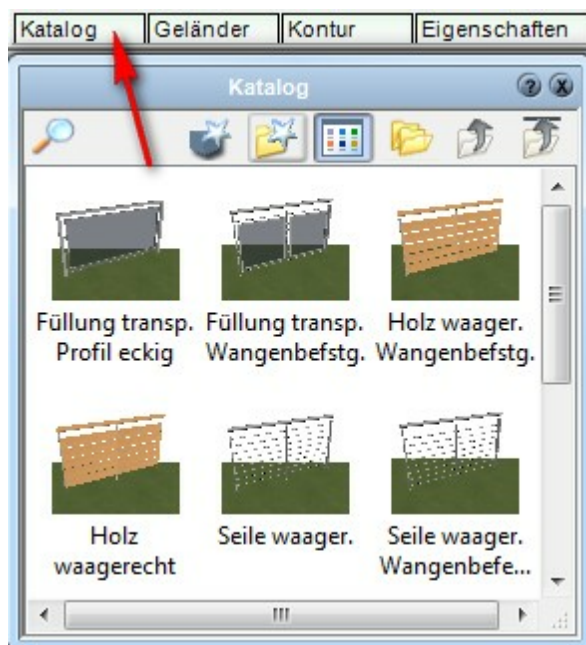 Katalog Geländer Kontur Eigenschaften
Katalog
Füllung transp. Füllung transp. Holz waager.
Profil eckig Wangenbefstg. Wangenbefstg.
Holz Seile waager. Seile waager.
waagerecht Wangenbefe...